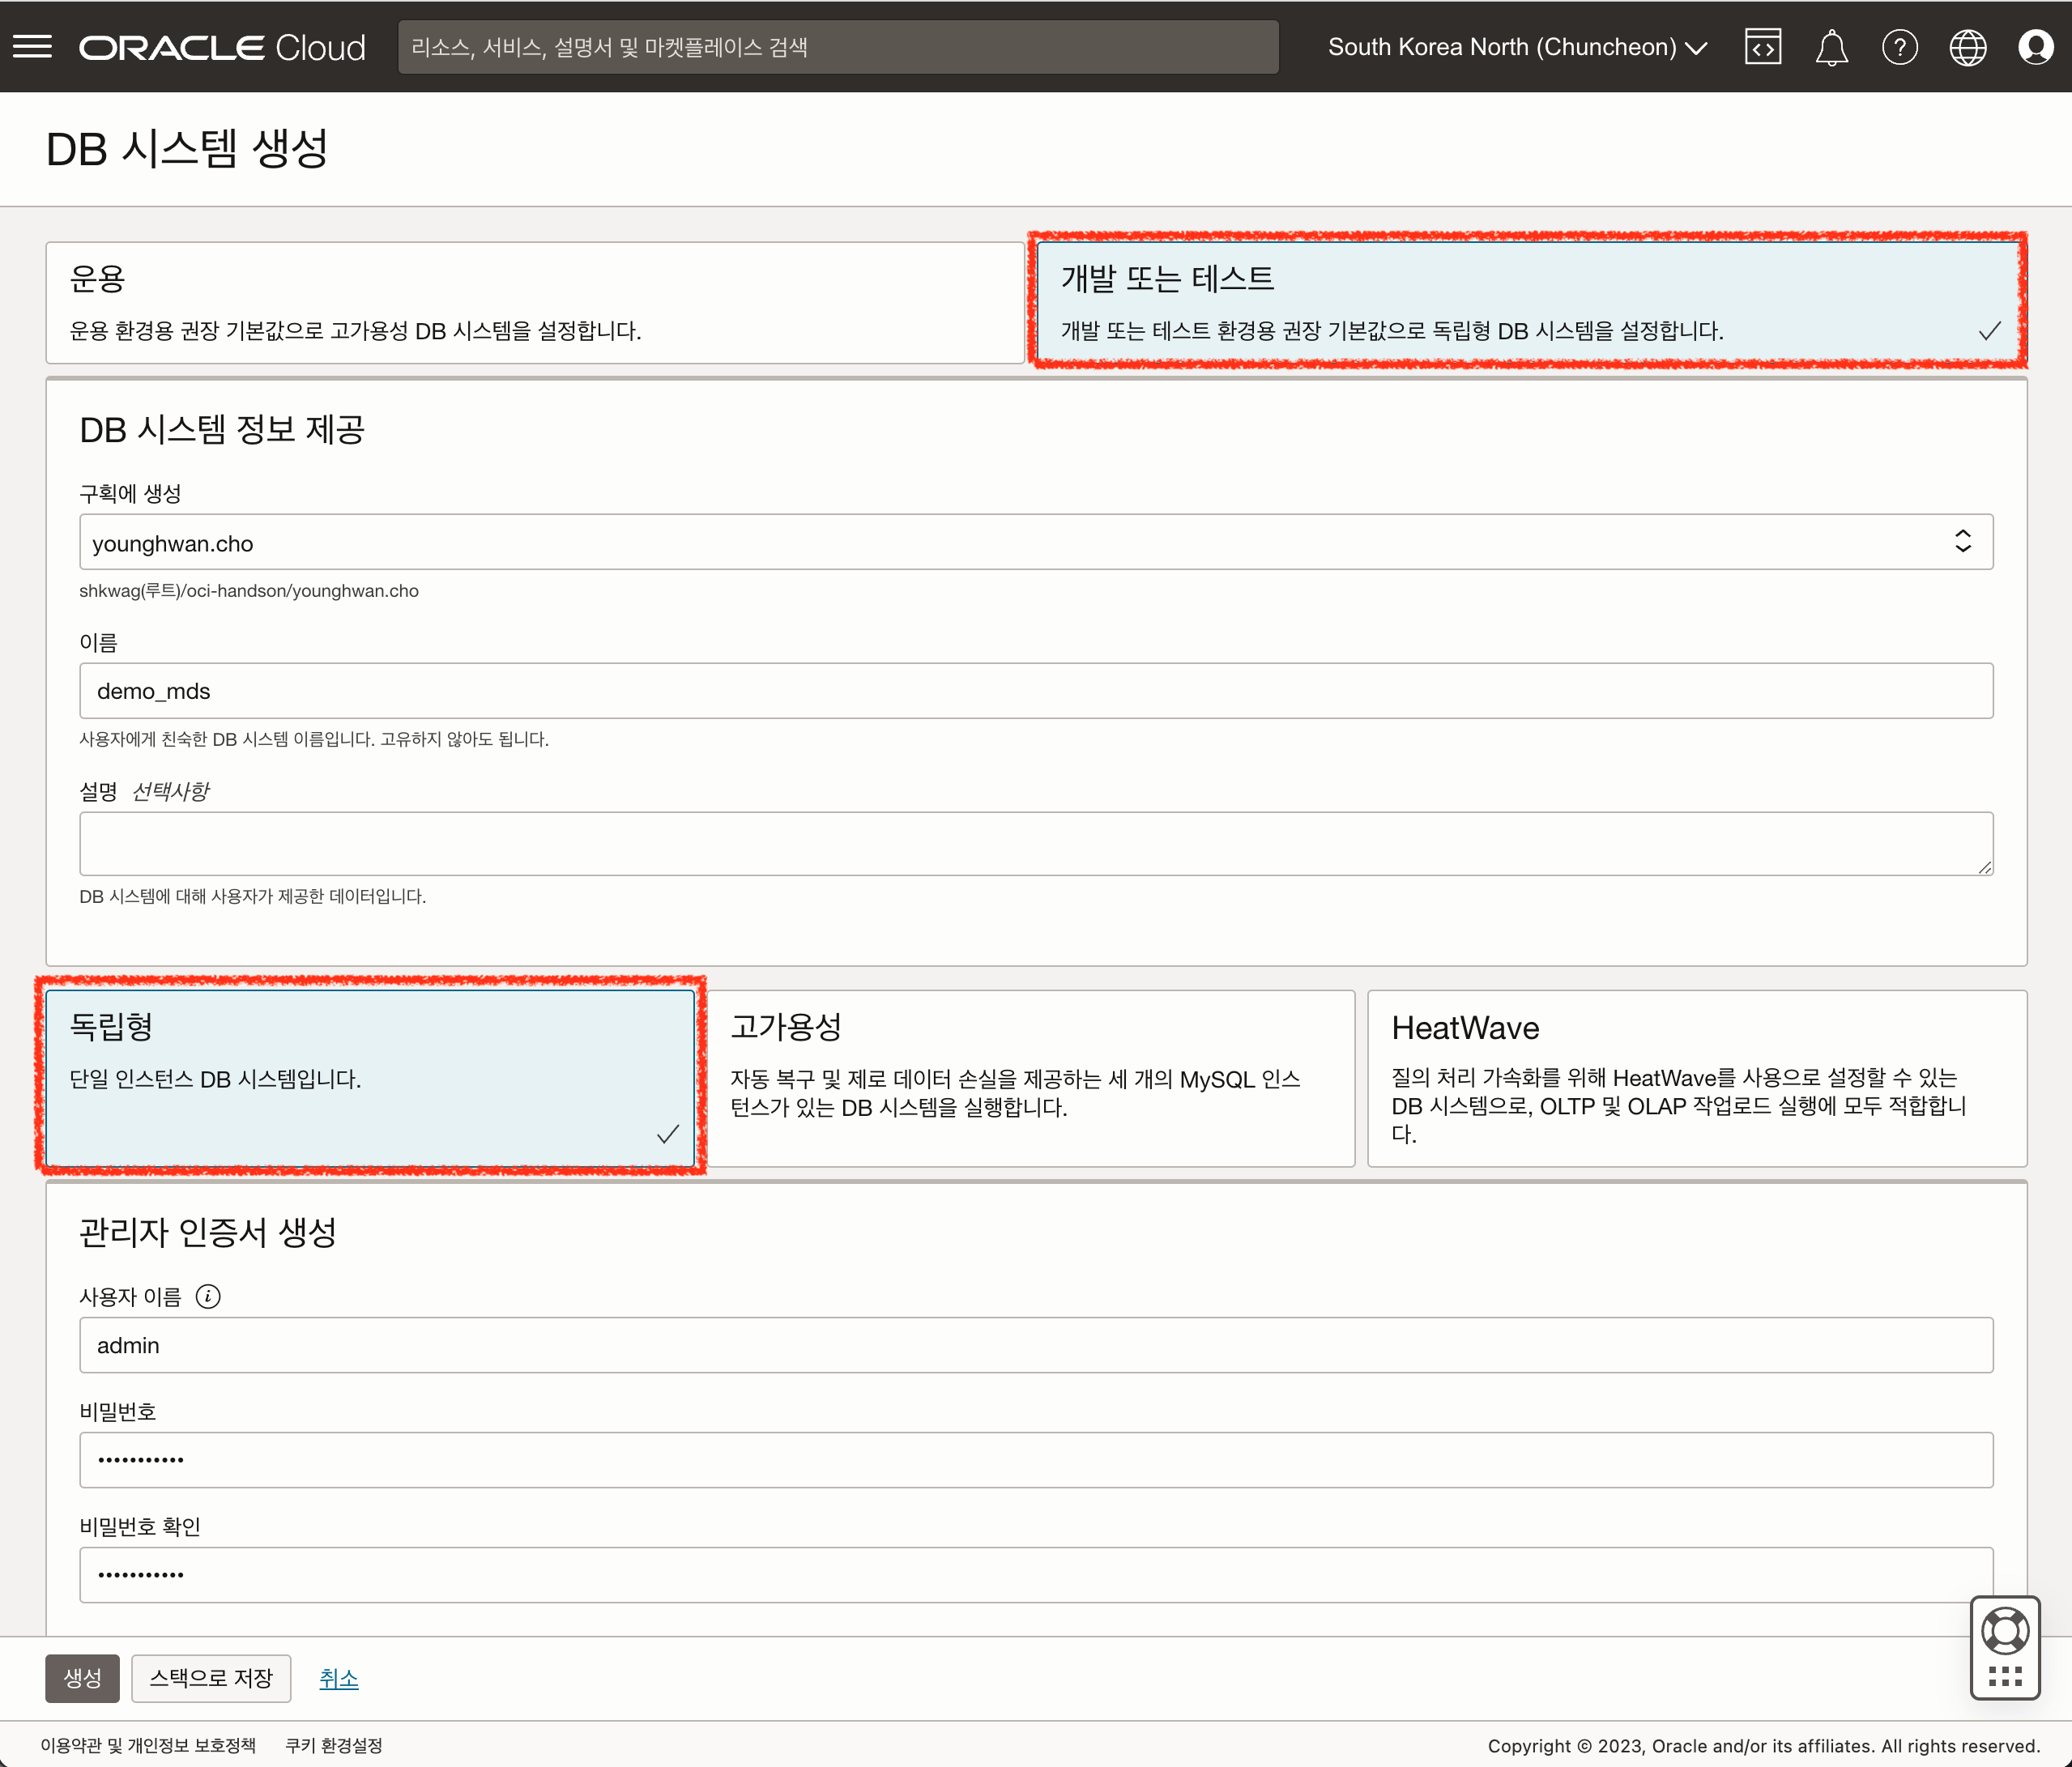 ORACLE Cloud
리소스, 서비스, 설명서 및 마켓플레이스 검색
South Korea North (Chuncheon)
DB 시스템 생성
운용
운용 환경용 권장 기본값으로 고가용성 DB 시스템을 설정합니다.
개발 또는 테스트
개발 또는 테스트 환경용 권장 기본값으로 독립형 DB 시스템을 설정합니다.
DB 시스템 정보 제공
구획에 생성
younghwan.cho
shkwag(루트)/oci-handson/younghwan.cho
이름
demo_mds
사용자에게 친숙한 DB 시스템 이름입니다. 고유하지 않아도 됩니다.
설명 선택사항
DB 시스템에 대해 사용자가 제공한 데이터입니다.
독립형
단일 인스턴스 DB 시스템입니다.
고가용성
자동 복구 및 제로 데이터 손실을 제공하는 세 개의 MySQL 인스
턴스가 있는 DB 시스템을 실행합니다.
HeatWave
질의 처리 가속화를 위해 HeatWave를 사용으로 설정할 수 있는
DB 시스템으로, OLTP 및 OLAP 작업로드 실행에 모두 적합합니
다.
관리자 인증서 생성
사용자 이름
admin
비밀번호
•••••••••••
비밀번호 확인
•••••••••••
생성
스택으로 저장
취소
이용약관 및 개인정보 보호정책
쿠키 환경설정
Copyright © 2023, Oracle and/or its affiliates. All rights reserved.